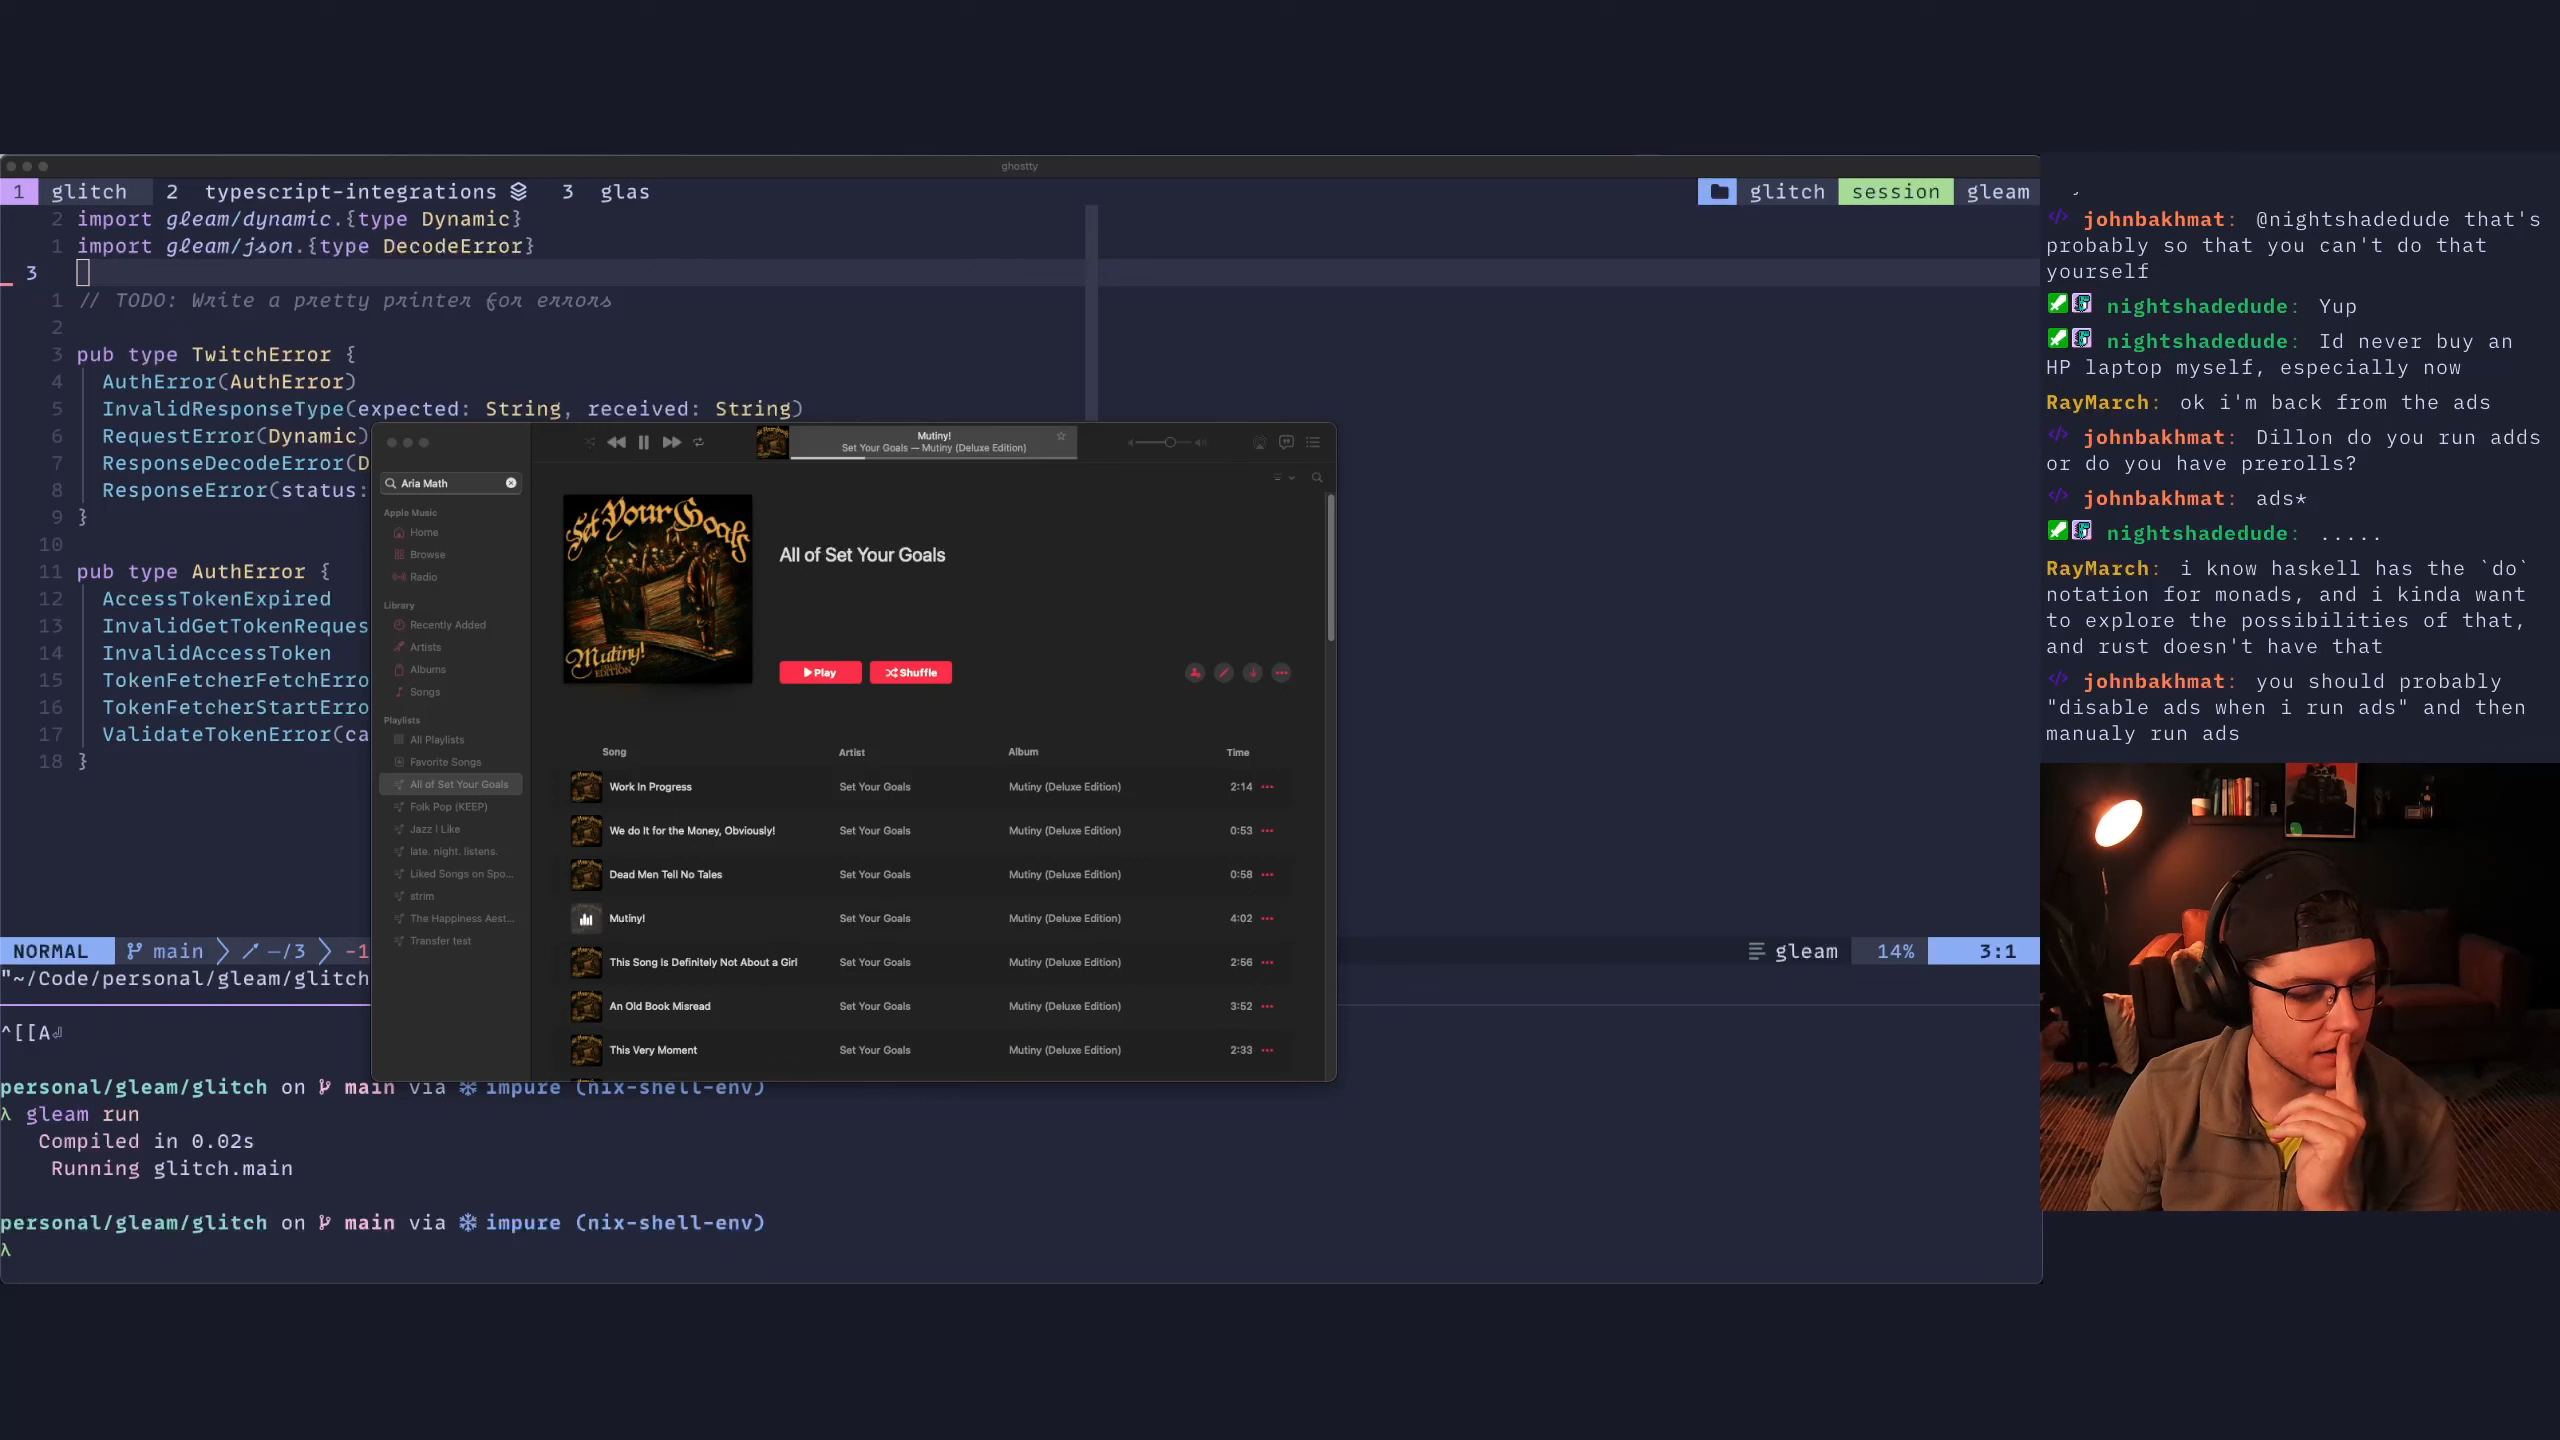 ghostty
1 glitch 2 typescript-integrations 3 glas
glitch session gleam
2 import gleam/dynamic.{type Dynamic}
1 import gleam/json.{type DecodeError}
3
1 // TODO: Write a pretty printer for errors
2
3 pub type TwitchError {
4 AuthError(AuthError)
5 InvalidResponseType(expected: String, received: String)
6 RequestError(Dynamic)
7 ResponseDecodeError(D
8 ResponseError(status:
9 }
10
11 pub type AuthError {
12 AccessTokenExpired
13 InvalidGetTokenReques
14 InvalidAccessToken
15 TokenFetcherFetchErro
16 TokenFetcherStartErro
17 ValidateTokenError(ca
18 }
NORMAL main —/3 -1
gleam 14% 3:1
"~/Code/personal/gleam/glitch
^[[A
personal/gleam/glitch on main via impure (nix-shell-env)
λ gleam run
Compiled in 0.02s
Running glitch.main
personal/gleam/glitch on main via impure (nix-shell-env)
λ
Mutiny!
Set Your Goals — Mutiny (Deluxe Edition)
Aria Math
Apple Music
Home
Browse
Radio
Library
Recently Added
Artists
Albums
Songs
Playlists
All Playlists
Favorite Songs
All of Set Your Goals
Folk Pop (KEEP)
Jazz I Like
late. night. listens.
Liked Songs on Spo...
strim
The Happiness Aest...
Transfer test
Set Your Goals
Mutiny!
DELUXE EDITION
All of Set Your Goals
Play Shuffle
Song Artist Album Time
Work In Progress Set Your Goals Mutiny (Deluxe Edition) 2:14
We do It for the Money, Obviously! Set Your Goals Mutiny (Deluxe Edition) 0:53
Dead Men Tell No Tales Set Your Goals Mutiny (Deluxe Edition) 0:58
Mutiny! Set Your Goals Mutiny (Deluxe Edition) 4:02
This Song Is Definitely Not About a Girl Set Your Goals Mutiny (Deluxe Edition) 2:56
An Old Book Misread Set Your Goals Mutiny (Deluxe Edition) 3:52
This Very Moment Set Your Goals Mutiny (Deluxe Edition) 2:33
johnbakhmat: @nightshadedude that's
probably so that you can't do that
yourself
nightshadedude: Yup
nightshadedude: Id never buy an
HP laptop myself, especially now
RayMarch: ok i'm back from the ads
johnbakhmat: Dillon do you run adds
or do you have prerolls?
johnbakhmat: ads*
nightshadedude: .....
RayMarch: i know haskell has the `do`
notation for monads, and i kinda want
to explore the possibilities of that,
and rust doesn't have that
johnbakhmat: you should probably
"disable ads when i run ads" and then
manualy run ads